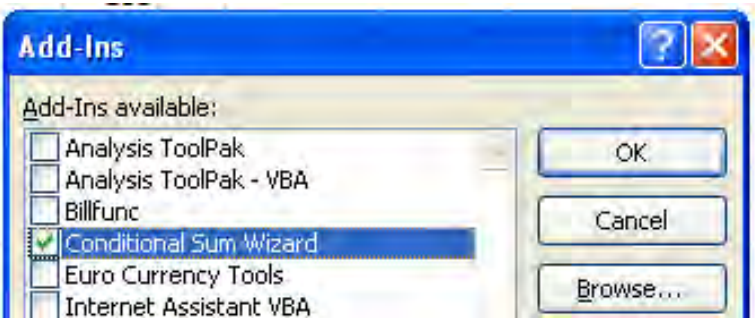 Add-Ins
Add-Ins available:
Analysis ToolPak
Analysis ToolPak - VBA
Billfunc
Conditional Sum Wizard
Euro Currency Tools
Internet Assistant VBA
OK
Cancel
Browse...